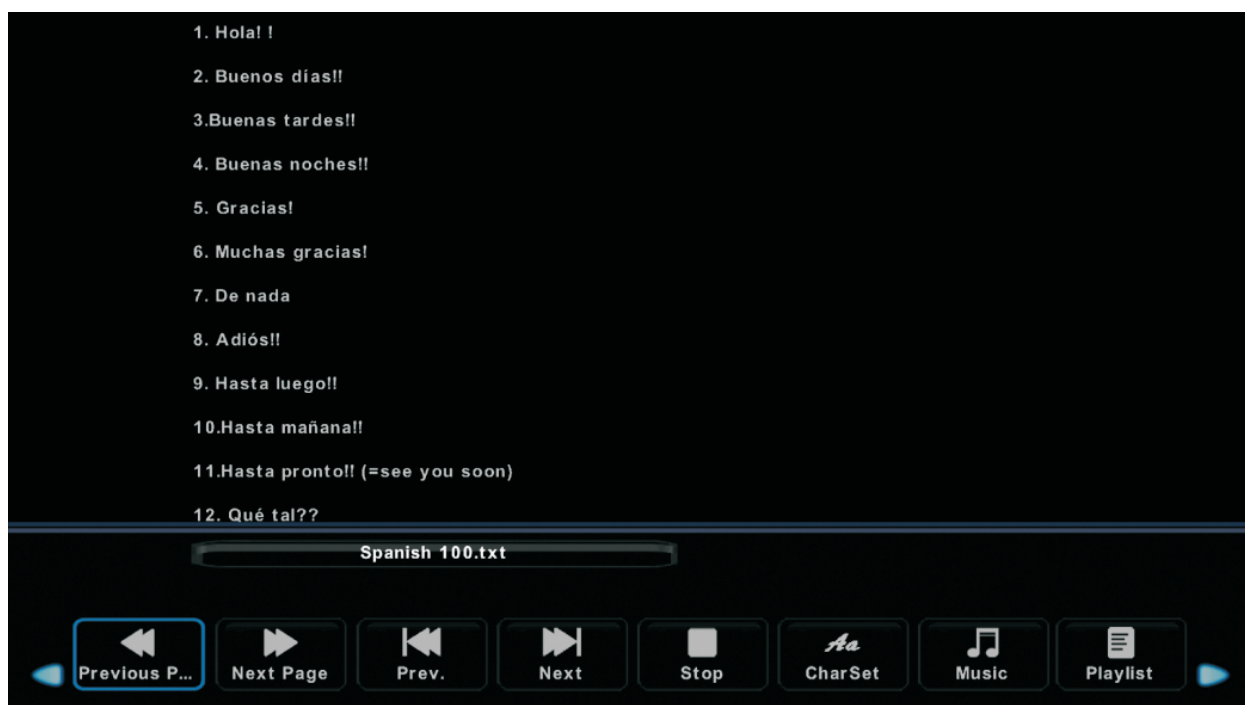 1. Hola! !
2. Buenos días!!
3.Buenas tardes!!
4. Buenas noches!!
5. Gracias!
6. Muchas gracias!
7. De nada
8. Adiós!!
9. Hasta luego!!
10.Hasta mañana!!
11.Hasta pronto!! (=see you soon)
12. Qué tal??
Spanish 100.txt
Previous P... Next Page Prev. Next Stop CharSet Music Playlist